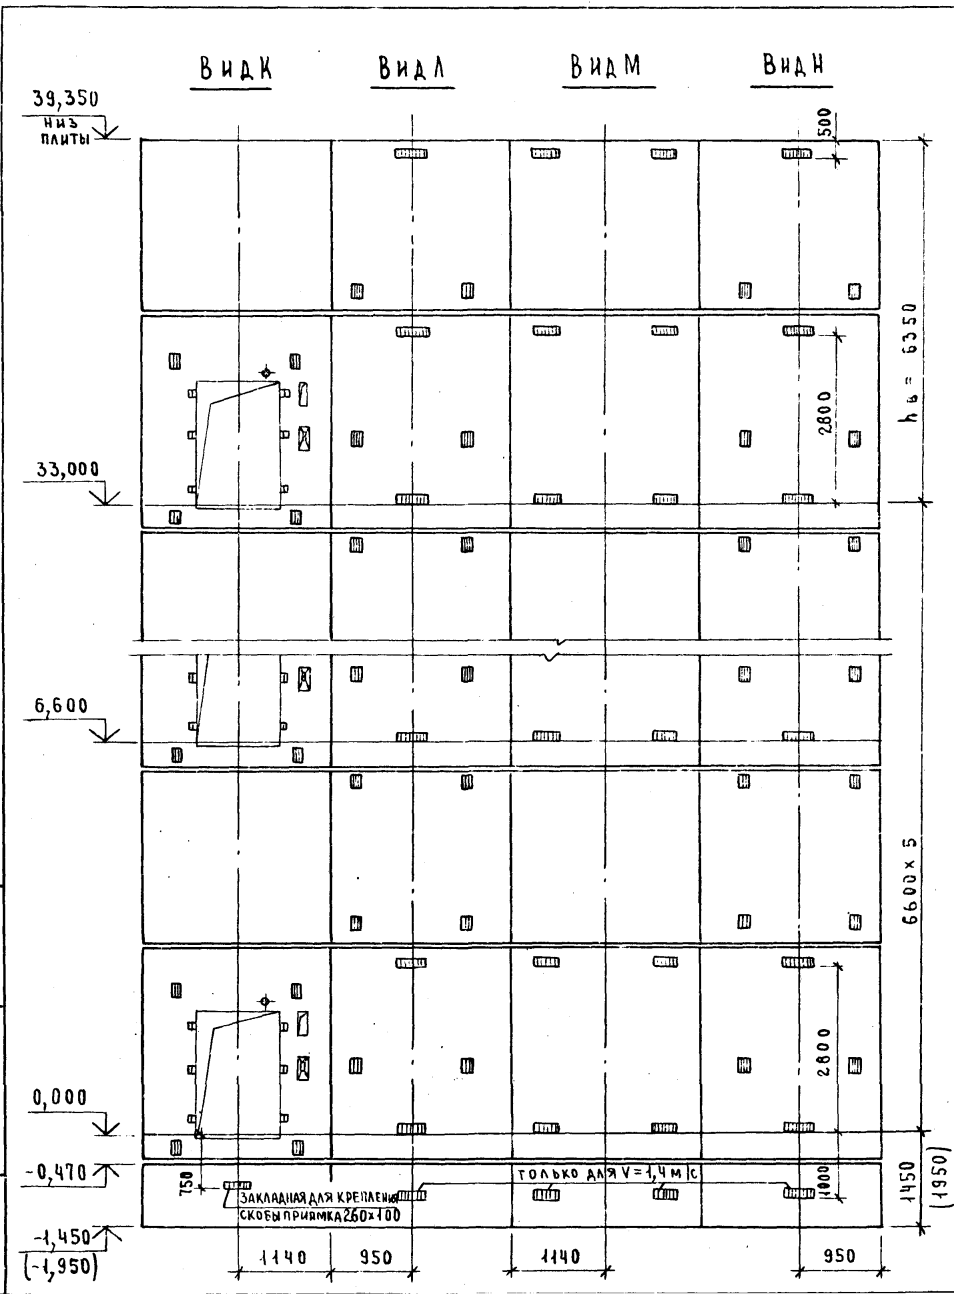 Вид К
Вид Л
Вид М
Вид Н
39,350
низ
плиты
500
hв = 6350
2800
33,000
6,600
6600 x 5
2800
0,000
-0,470
750
ЗАКЛАДНАЯ ДЛЯ КРЕПЛЕНИЯ
СКОБЫ ПРИЯМКА 260x100
ТОЛЬКО ДЛЯ V=1,4 м/с
1000
1450
(1950)
-1,450
(-1,950)
1140
950
1140
950